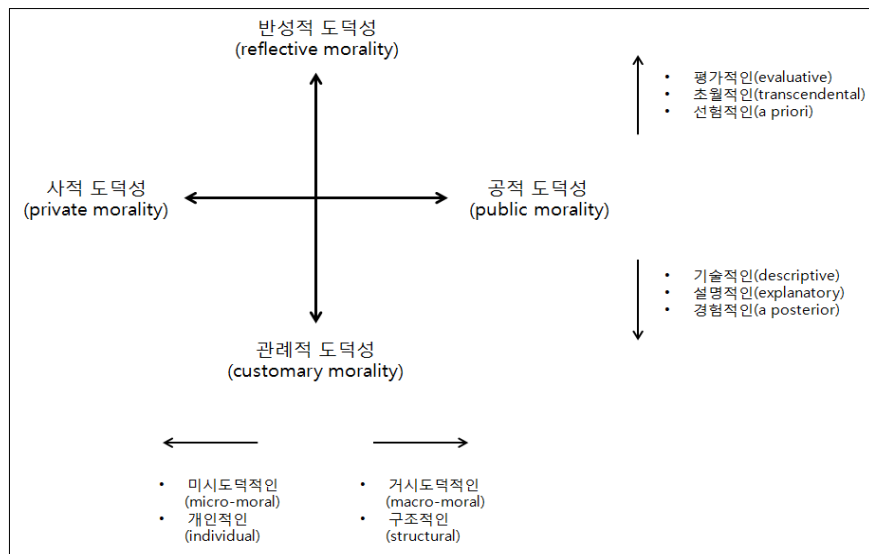 반성적 도덕성
(reflective morality)
• 평가적인(evaluative)
• 초월적인(transcendental)
• 선험적인(a priori)
사적 도덕성
(private morality)
공적 도덕성
(public morality)
• 기술적인(descriptive)
• 설명적인(explanatory)
• 경험적인(a posterior)
관례적 도덕성
(customary morality)
• 미시도덕적인
(micro-moral)
• 개인적인
(individual)
• 거시도덕적인
(macro-moral)
• 구조적인
(structural)